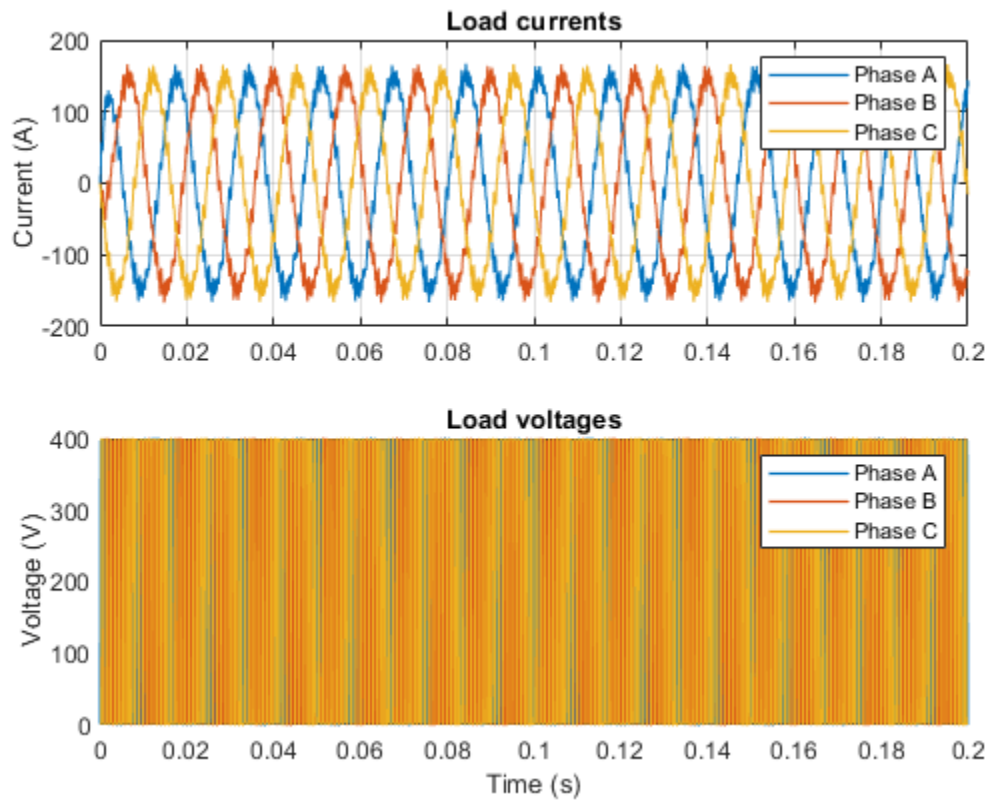 Load currents
200
100
0
-100
-200
Current (A)
Phase A
Phase B
Phase C
0 0.02 0.04 0.06 0.08 0.1 0.12 0.14 0.16 0.18 0.2
Load voltages
400
300
200
100
0
Voltage (V)
Phase A
Phase B
Phase C
0 0.02 0.04 0.06 0.08 0.1 0.12 0.14 0.16 0.18 0.2
Time (s)